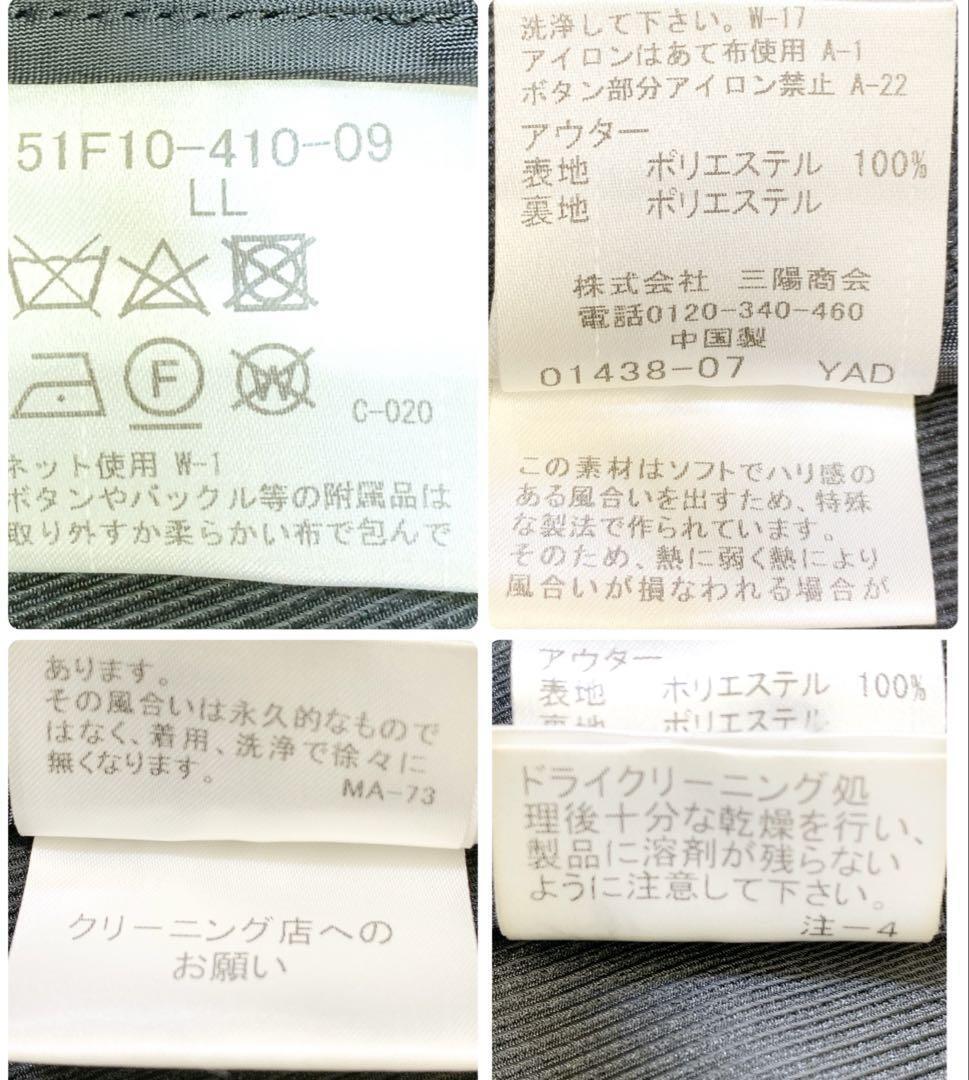 51F10-410-09
LL
F
W
C-020
ネット使用 W-1
ボタンやバックル等の附属品は
取り外すか柔らかい布で包んで
洗浄して下さい。W-17
アイロンはあて布使用 A-1
ボタン部分アイロン禁止 A-22
アウター
表地 ポリエステル 100%
裏地 ポリエステル
株式会社 三陽商会
電話0120-340-460
中国製
01438-07 YAD
この素材はソフトでハリ感の
ある風合いを出すため、特殊
な製法で作られています。
そのため、熱に弱く熱により
風合いが損なわれる場合が
あります。
その風合いは永久的なもので
はなく、着用、洗浄で徐々に
無くなります。
MA-73
クリーニング店への
お願い
アウター
表地 ポリエステル 100%
裏地 ポリエステル
ドライクリーニング処
理後十分な乾燥を行い、
製品に溶剤が残らない
ように注意して下さい。
注-4